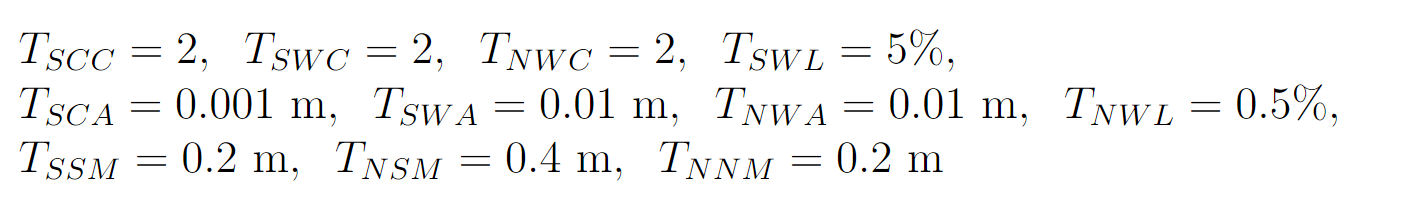 T_{SCC} = 2, T_{SWC} = 2, T_{NWC} = 2, T_{SWL} = 5%,
T_{SCA} = 0.001 m, T_{SWA} = 0.01 m, T_{NWA} = 0.01 m, T_{NWL} = 0.5%,
T_{SSM} = 0.2 m, T_{NSM} = 0.4 m, T_{NNM} = 0.2 m